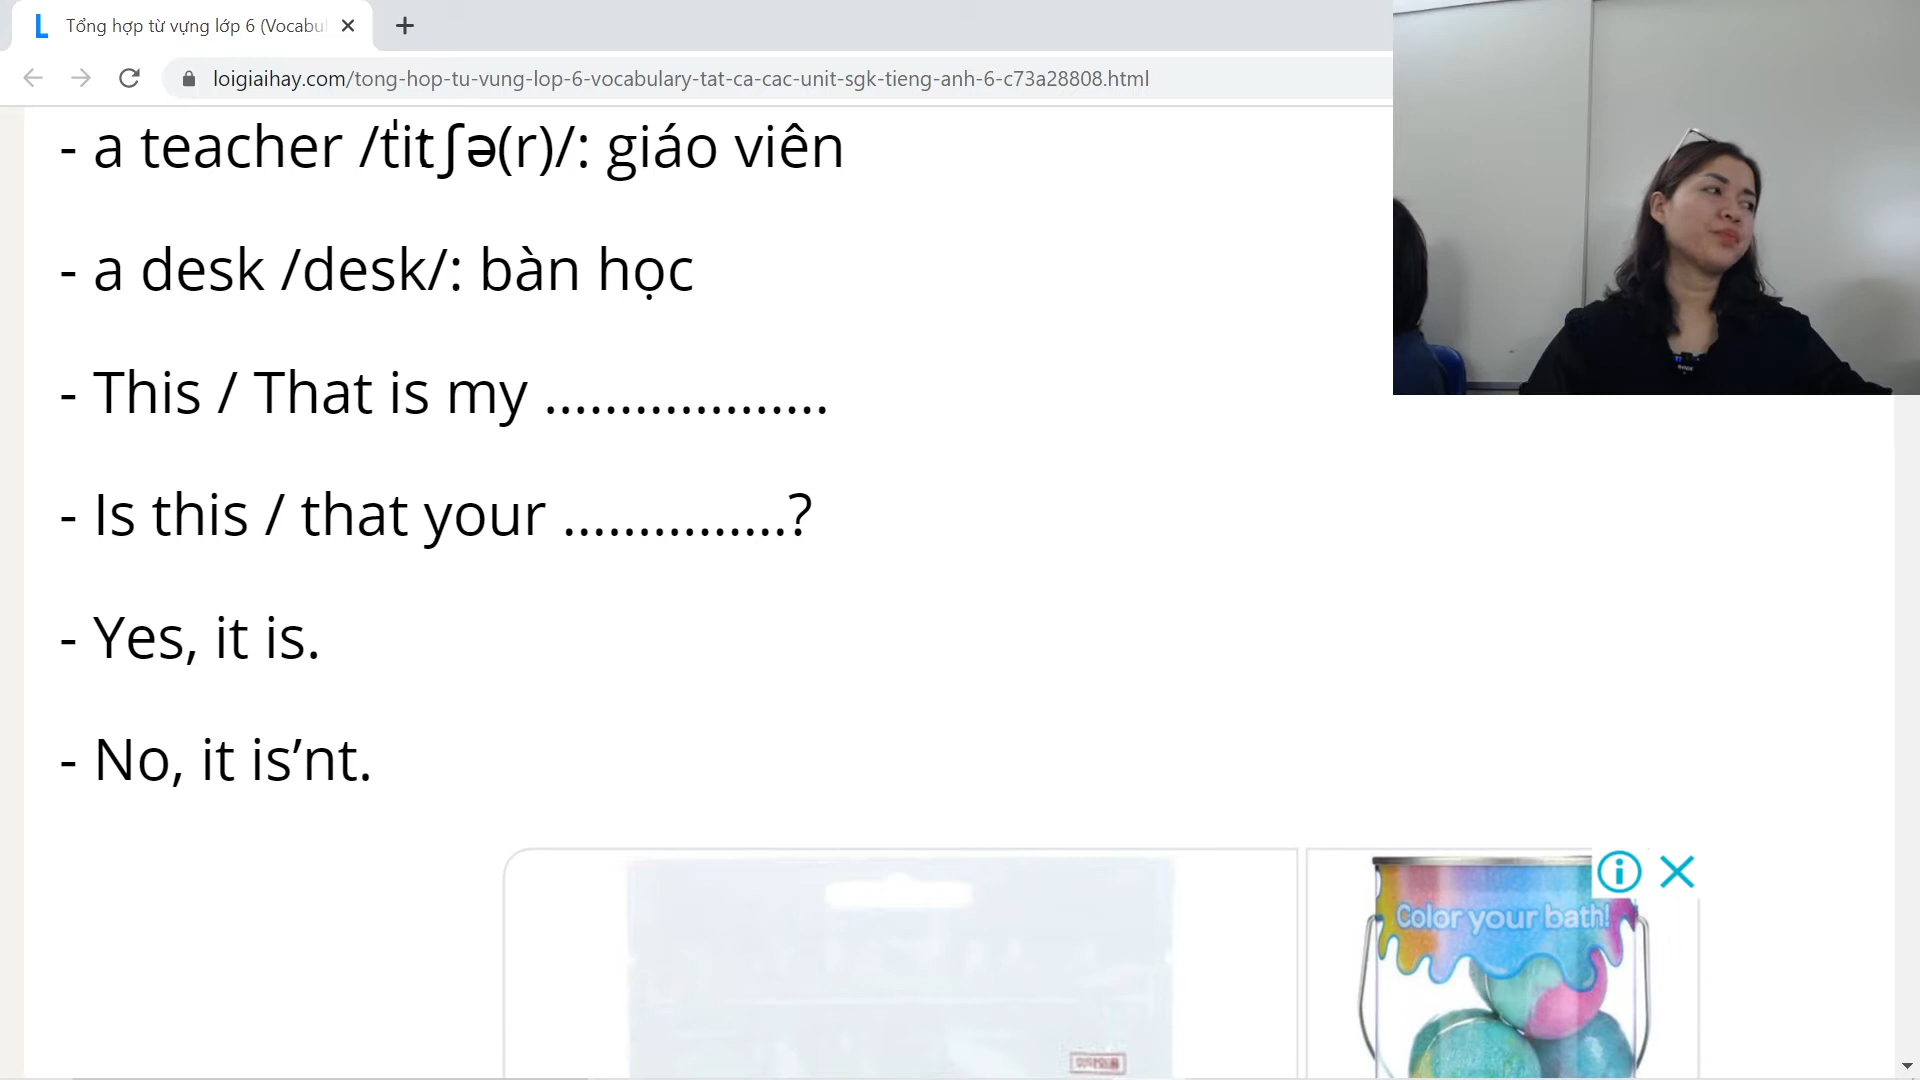 Tổng hợp từ vựng lớp 6 (Vocabul
loigiaihay.com/tong-hop-tu-vung-lop-6-vocabulary-tat-ca-cac-unit-sgk-tieng-anh-6-c73a28808.html
- a teacher /t'itʃə(r)/: giáo viên
- a desk /desk/: bàn học
- This / That is my ...................
- Is this / that your ...............?
- Yes, it is.
- No, it is’nt.
Color your bath!